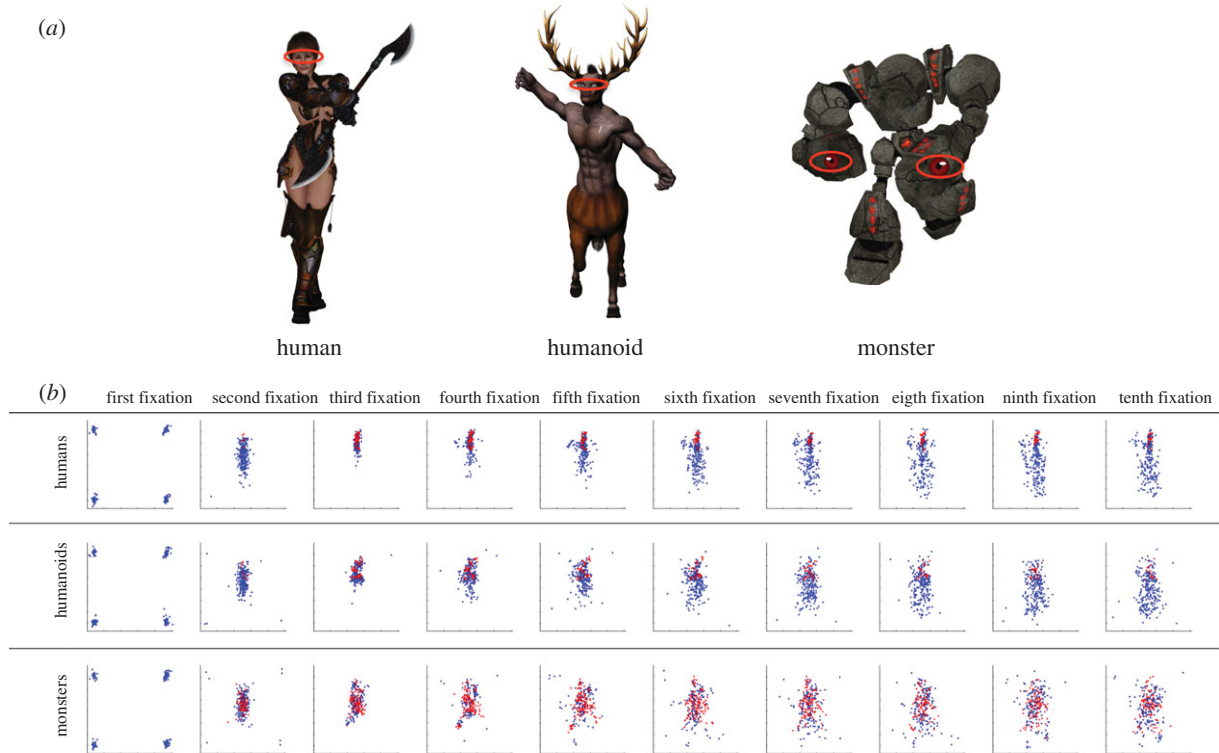 (a)
human humanoid monster
(b)
first fixation second fixation third fixation fourth fixation fifth fixation sixth fixation seventh fixation eigth fixation ninth fixation tenth fixation
humans
humanoids
monsters